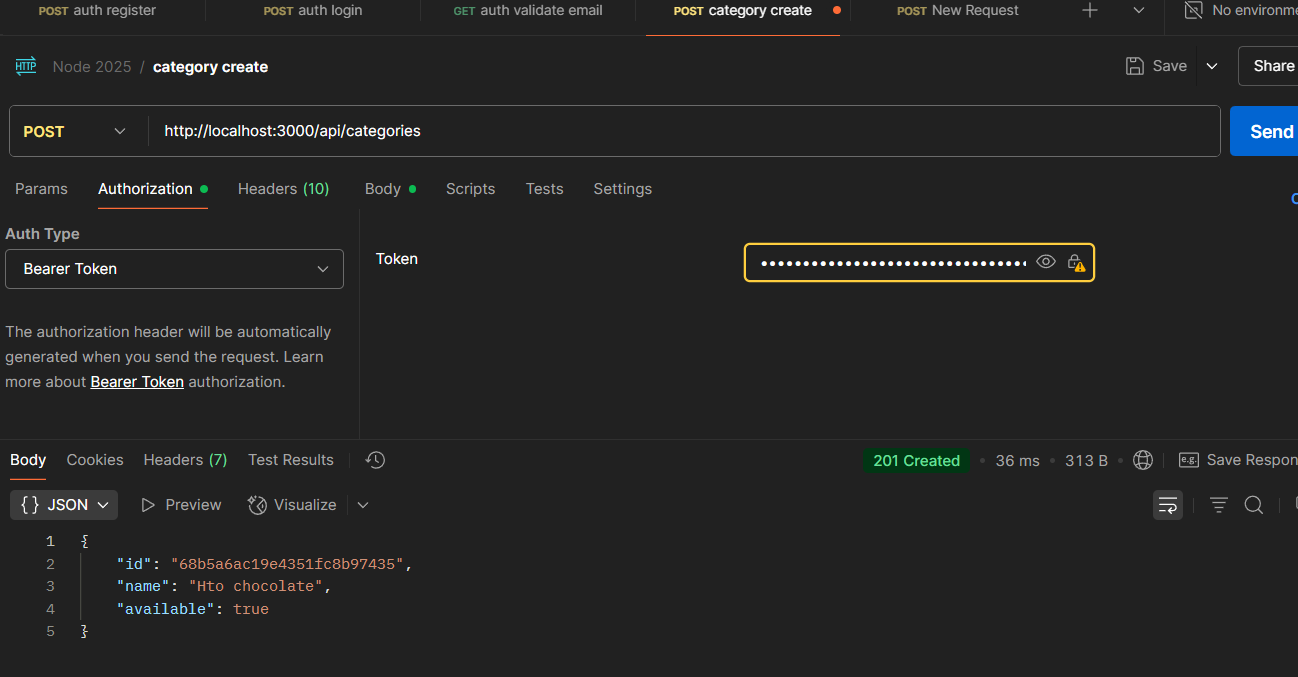 POST auth register POST auth login GET auth validate email POST category create POST New Request No environme
HTTP Node 2025 / category create Save Share
POST http://localhost:3000/api/categories Send
Params Authorization Headers (10) Body Scripts Tests Settings
C
Auth Type
Bearer Token
Token
The authorization header will be automatically
generated when you send the request. Learn
more about Bearer Token authorization.
Body Cookies Headers (7) Test Results 201 Created • 36 ms • 313 B • e.g. Save Respon
{} JSON Preview Visualize
1 {
2 "id": "68b5a6ac19e4351fc8b97435",
3 "name": "Hto chocolate",
4 "available": true
5 }